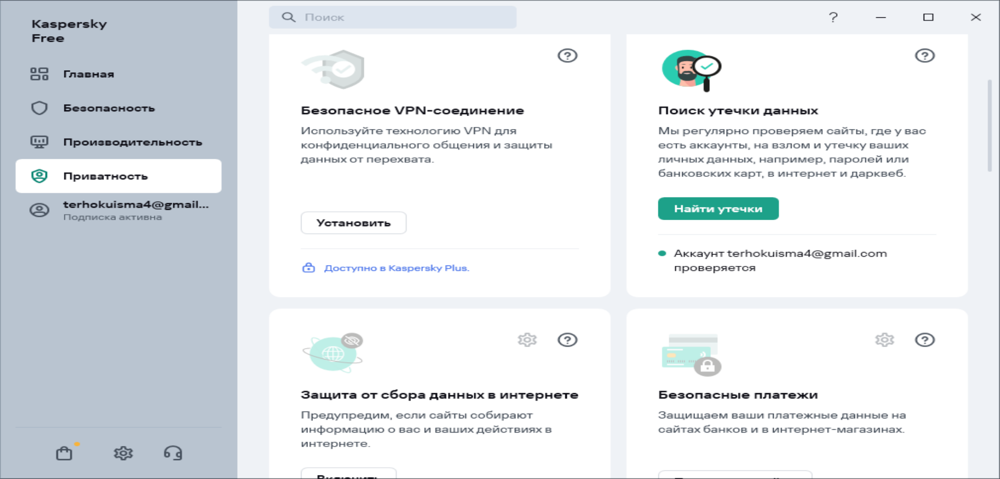 Kaspersky
Free
Главная
Безопасность
Производительность
Приватность
terhokuisma4@gmail...
Подписка активна
Поиск
Безопасное VPN-соединение
Используйте технологию VPN для
конфиденциального общения и защиты
данных от перехвата.
Установить
Доступно в Kaspersky Plus.
Поиск утечки данных
Мы регулярно проверяем сайты, где у вас
есть аккаунты, на взлом и утечку ваших
личных данных, например, паролей или
банковских карт, в интернет и дарквеб.
Найти утечки
Аккаунт terhokuisma4@gmail.com
проверяется
Защита от сбора данных в интернете
Предупредим, если сайты собирают
информацию о вас и ваших действиях в
интернете.
Включить
Безопасные платежи
Защищаем ваши платежные данные на
сайтах банков и в интернет-магазинах.